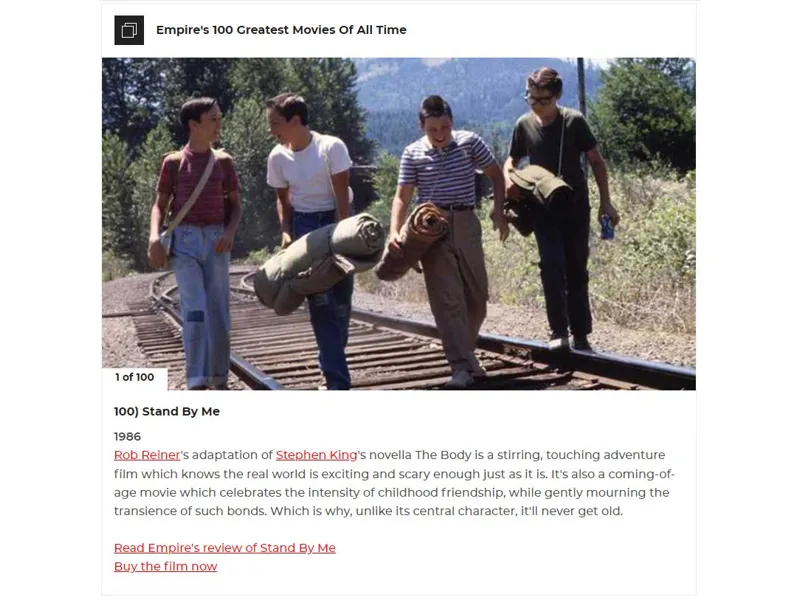 Empire's 100 Greatest Movies Of All Time
1 of 100
100) Stand By Me
1986
Rob Reiner's adaptation of Stephen King's novella The Body is a stirring, touching adventure
film which knows the real world is exciting and scary enough just as it is. It's also a coming-of-
age movie which celebrates the intensity of childhood friendship, while gently mourning the
transience of such bonds. Which is why, unlike its central character, it'll never get old.
Read Empire's review of Stand By Me
Buy the film now